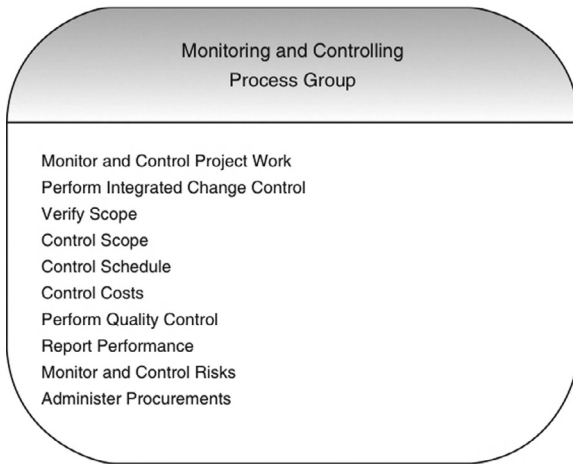 Monitoring and Controlling
Process Group
Monitor and Control Project Work
Perform Integrated Change Control
Verify Scope
Control Scope
Control Schedule
Control Costs
Perform Quality Control
Report Performance
Monitor and Control Risks
Administer Procurements